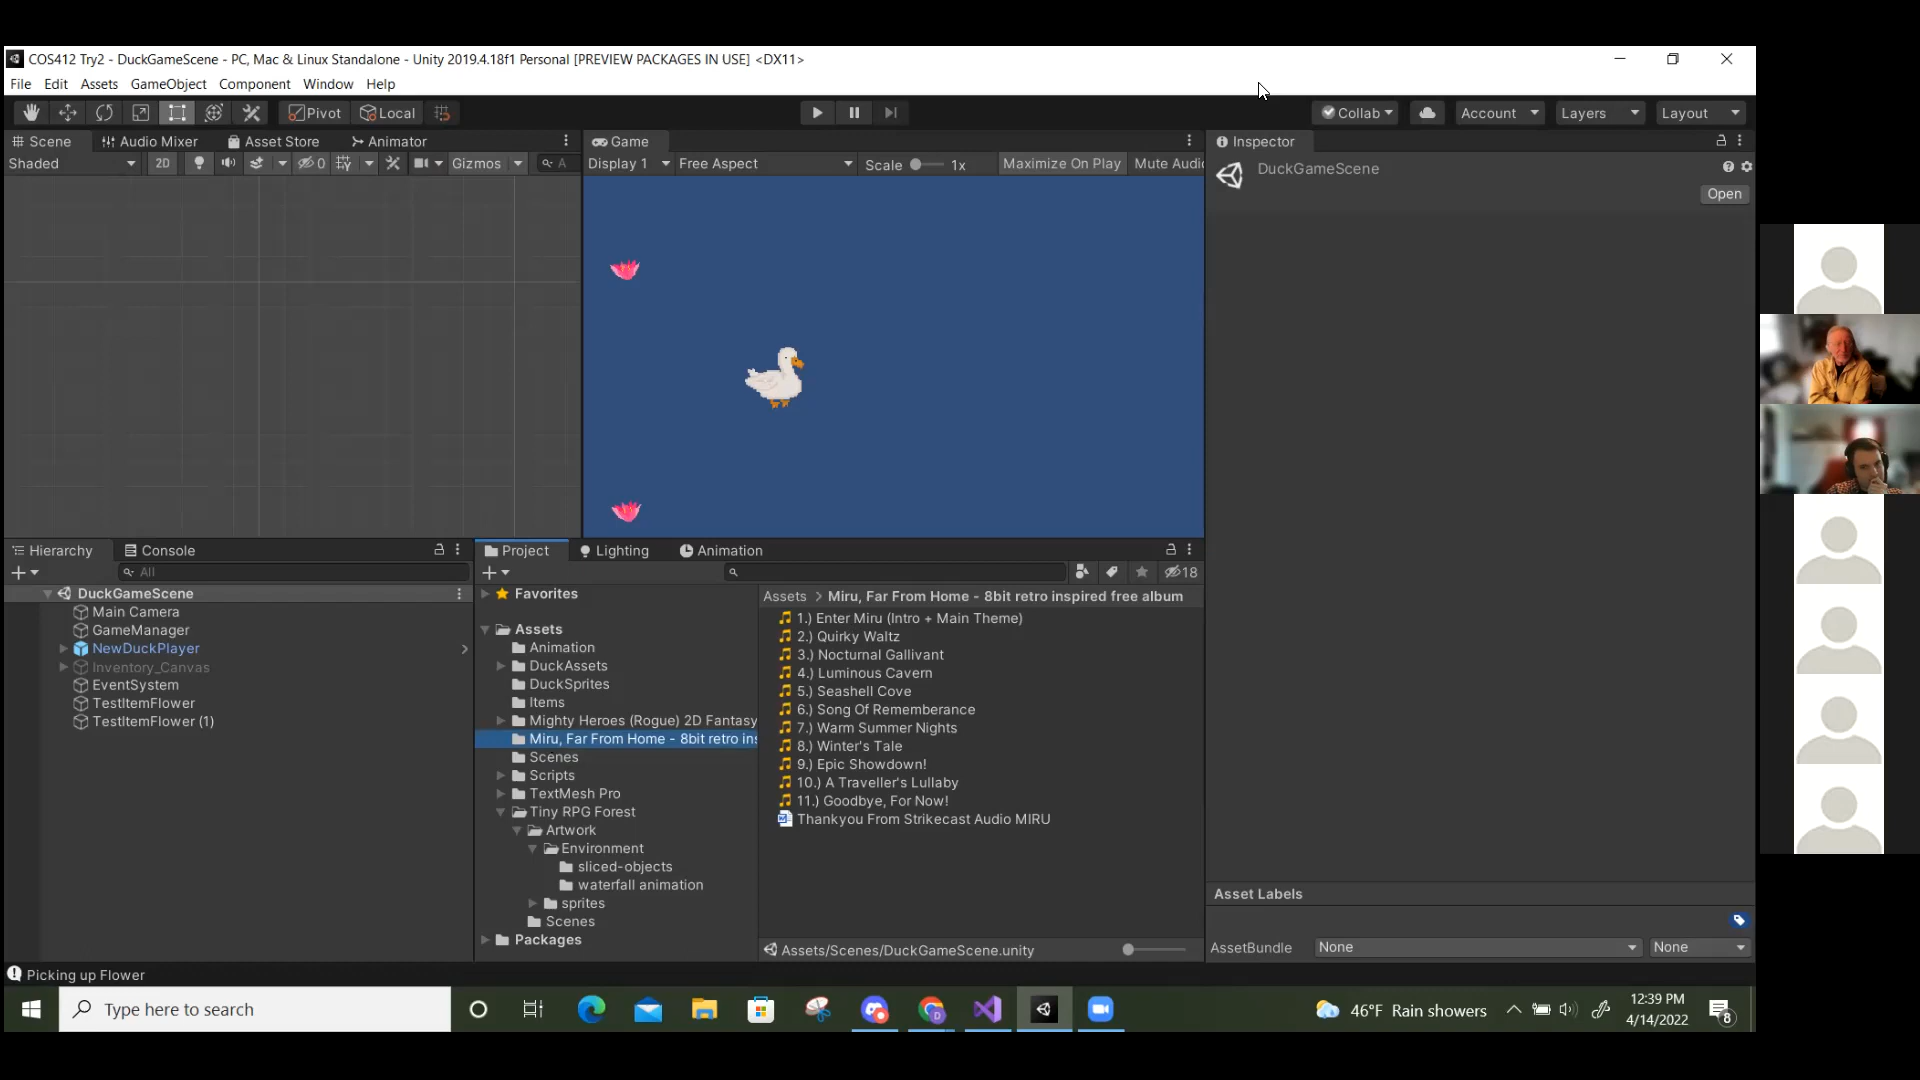 COS412 Try2 - DuckGameScene - PC, Mac & Linux Standalone - Unity 2019.4.18f1 Personal [PREVIEW PACKAGES IN USE] <DX11>
File Edit Assets GameObject Component Window Help
Pivot Local Collab Account Layers Layout
Scene Audio Mixer Asset Store Animator
Shaded 2D 0 Gizmos A
Game
Display 1 Free Aspect Scale 1x Maximize On Play Mute Audio
Inspector
DuckGameScene
Open
Hierarchy Console
All
DuckGameScene
Main Camera
GameManager
NewDuckPlayer
Inventory_Canvas
EventSystem
TestItemFlower
TestItemFlower (1)
Project Lighting Animation
18
Favorites
Assets
Animation
DuckAssets
DuckSprites
Items
Mighty Heroes (Rogue) 2D Fantasy
Miru, Far From Home - 8bit retro ins
Scenes
Scripts
TextMesh Pro
Tiny RPG Forest
Artwork
Environment
sliced-objects
waterfall animation
sprites
Scenes
Packages
Assets > Miru, Far From Home - 8bit retro inspired free album
1.) Enter Miru (Intro + Main Theme)
2.) Quirky Waltz
3.) Nocturnal Gallivant
4.) Luminous Cavern
5.) Seashell Cove
6.) Song Of Rememberance
7.) Warm Summer Nights
8.) Winter's Tale
9.) Epic Showdown!
10.) A Traveller's Lullaby
11.) Goodbye, For Now!
Thankyou From Strikecast Audio MIRU
Assets/Scenes/DuckGameScene.unity
Asset Labels
AssetBundle None None
Picking up Flower
Type here to search
46°F Rain showers
12:39 PM
4/14/2022
8